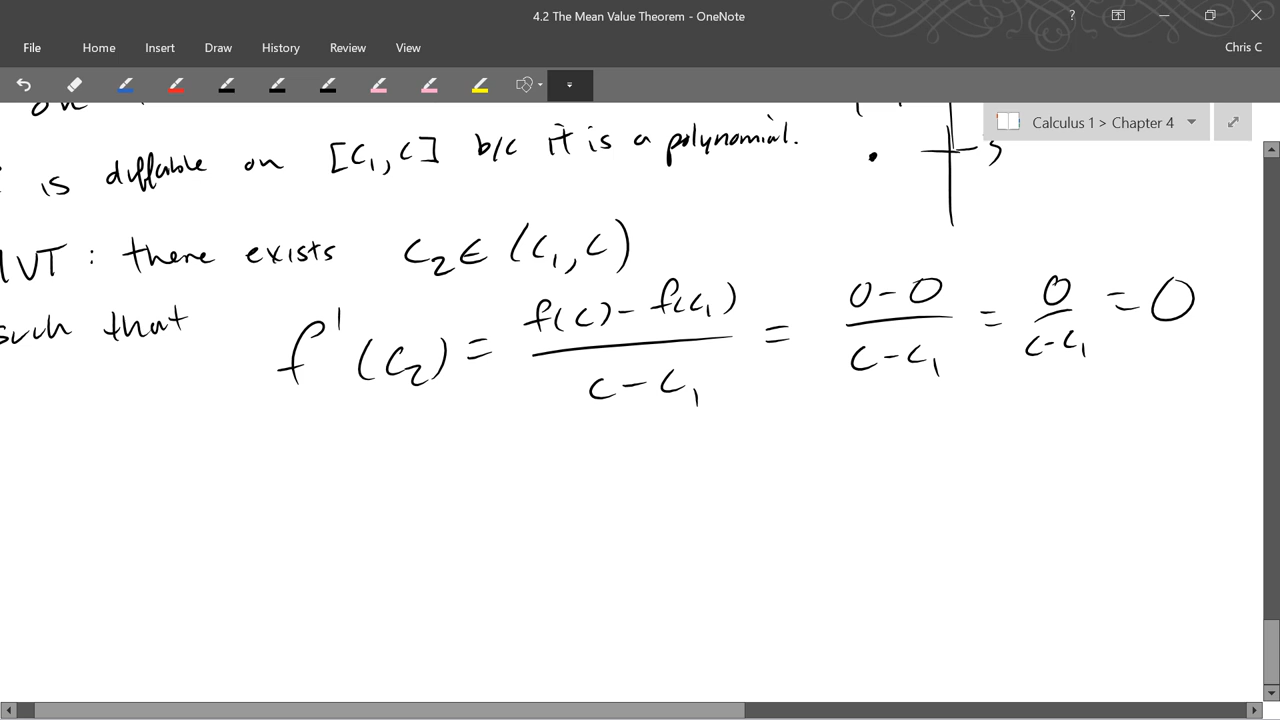 4.2 The Mean Value Theorem - OneNote
?
File Home Insert Draw History Review View
Chris C
Calculus 1 > Chapter 4
on
is diffable on [c₁, c] b/c it is a polynomial.
VT : there exists c₂ ∈ (c₁, c)
such that f'(c₂) = (f(c) - f(c₁))/(c - c₁) = (0 - 0)/(c - c₁) = 0/(c - c₁) = 0